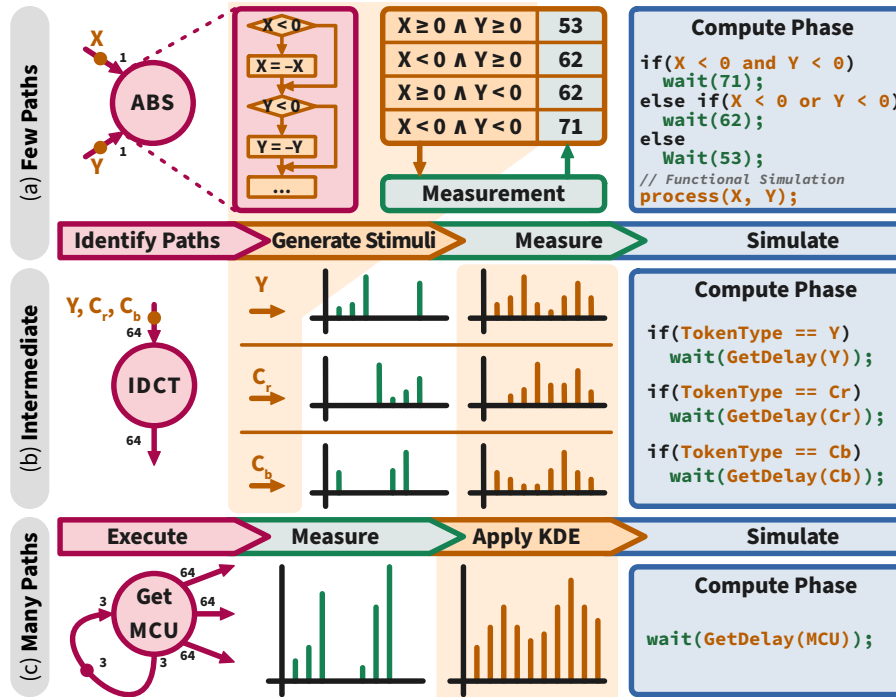 (a) Few Paths
X
1
ABS
Y
1
X < 0
X = –X
Y < 0
Y = –Y
...
X ≥ 0 ∧ Y ≥ 0 53
X < 0 ∧ Y ≥ 0 62
X ≥ 0 ∧ Y < 0 62
X < 0 ∧ Y < 0 71
Measurement
Compute Phase
if(X < 0 and Y < 0)
wait(71);
else if(X < 0 or Y < 0)
wait(62);
else
Wait(53);
// Functional Simulation
process(X, Y);
Identify Paths Generate Stimuli Measure Simulate
(b) Intermediate
Y, Cr, Cb
64
IDCT
64
Y
Cr
Cb
Compute Phase
if(TokenType == Y)
wait(GetDelay(Y));
if(TokenType == Cr)
wait(GetDelay(Cr));
if(TokenType == Cb)
wait(GetDelay(Cb));
Execute Measure Apply KDE Simulate
(c) Many Paths
3
3
3
Get
MCU
64
64
64
Compute Phase
wait(GetDelay(MCU));